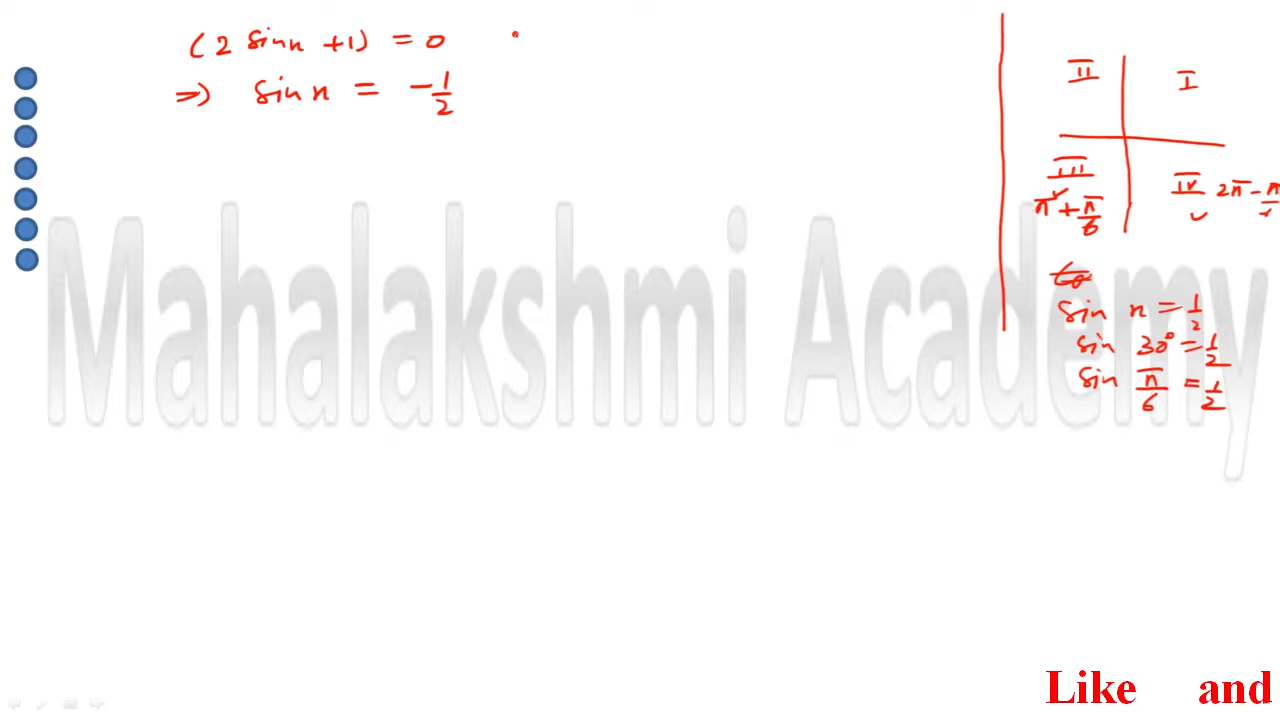 (2 sin x + 1) = 0
⇒ sin x = -1/2
II I
III IV 2π - π/
π + π/6
sin x = 1/2
sin 30° = 1/2
sin π/6 = 1/2
Mahalakshmi Academy
Like and